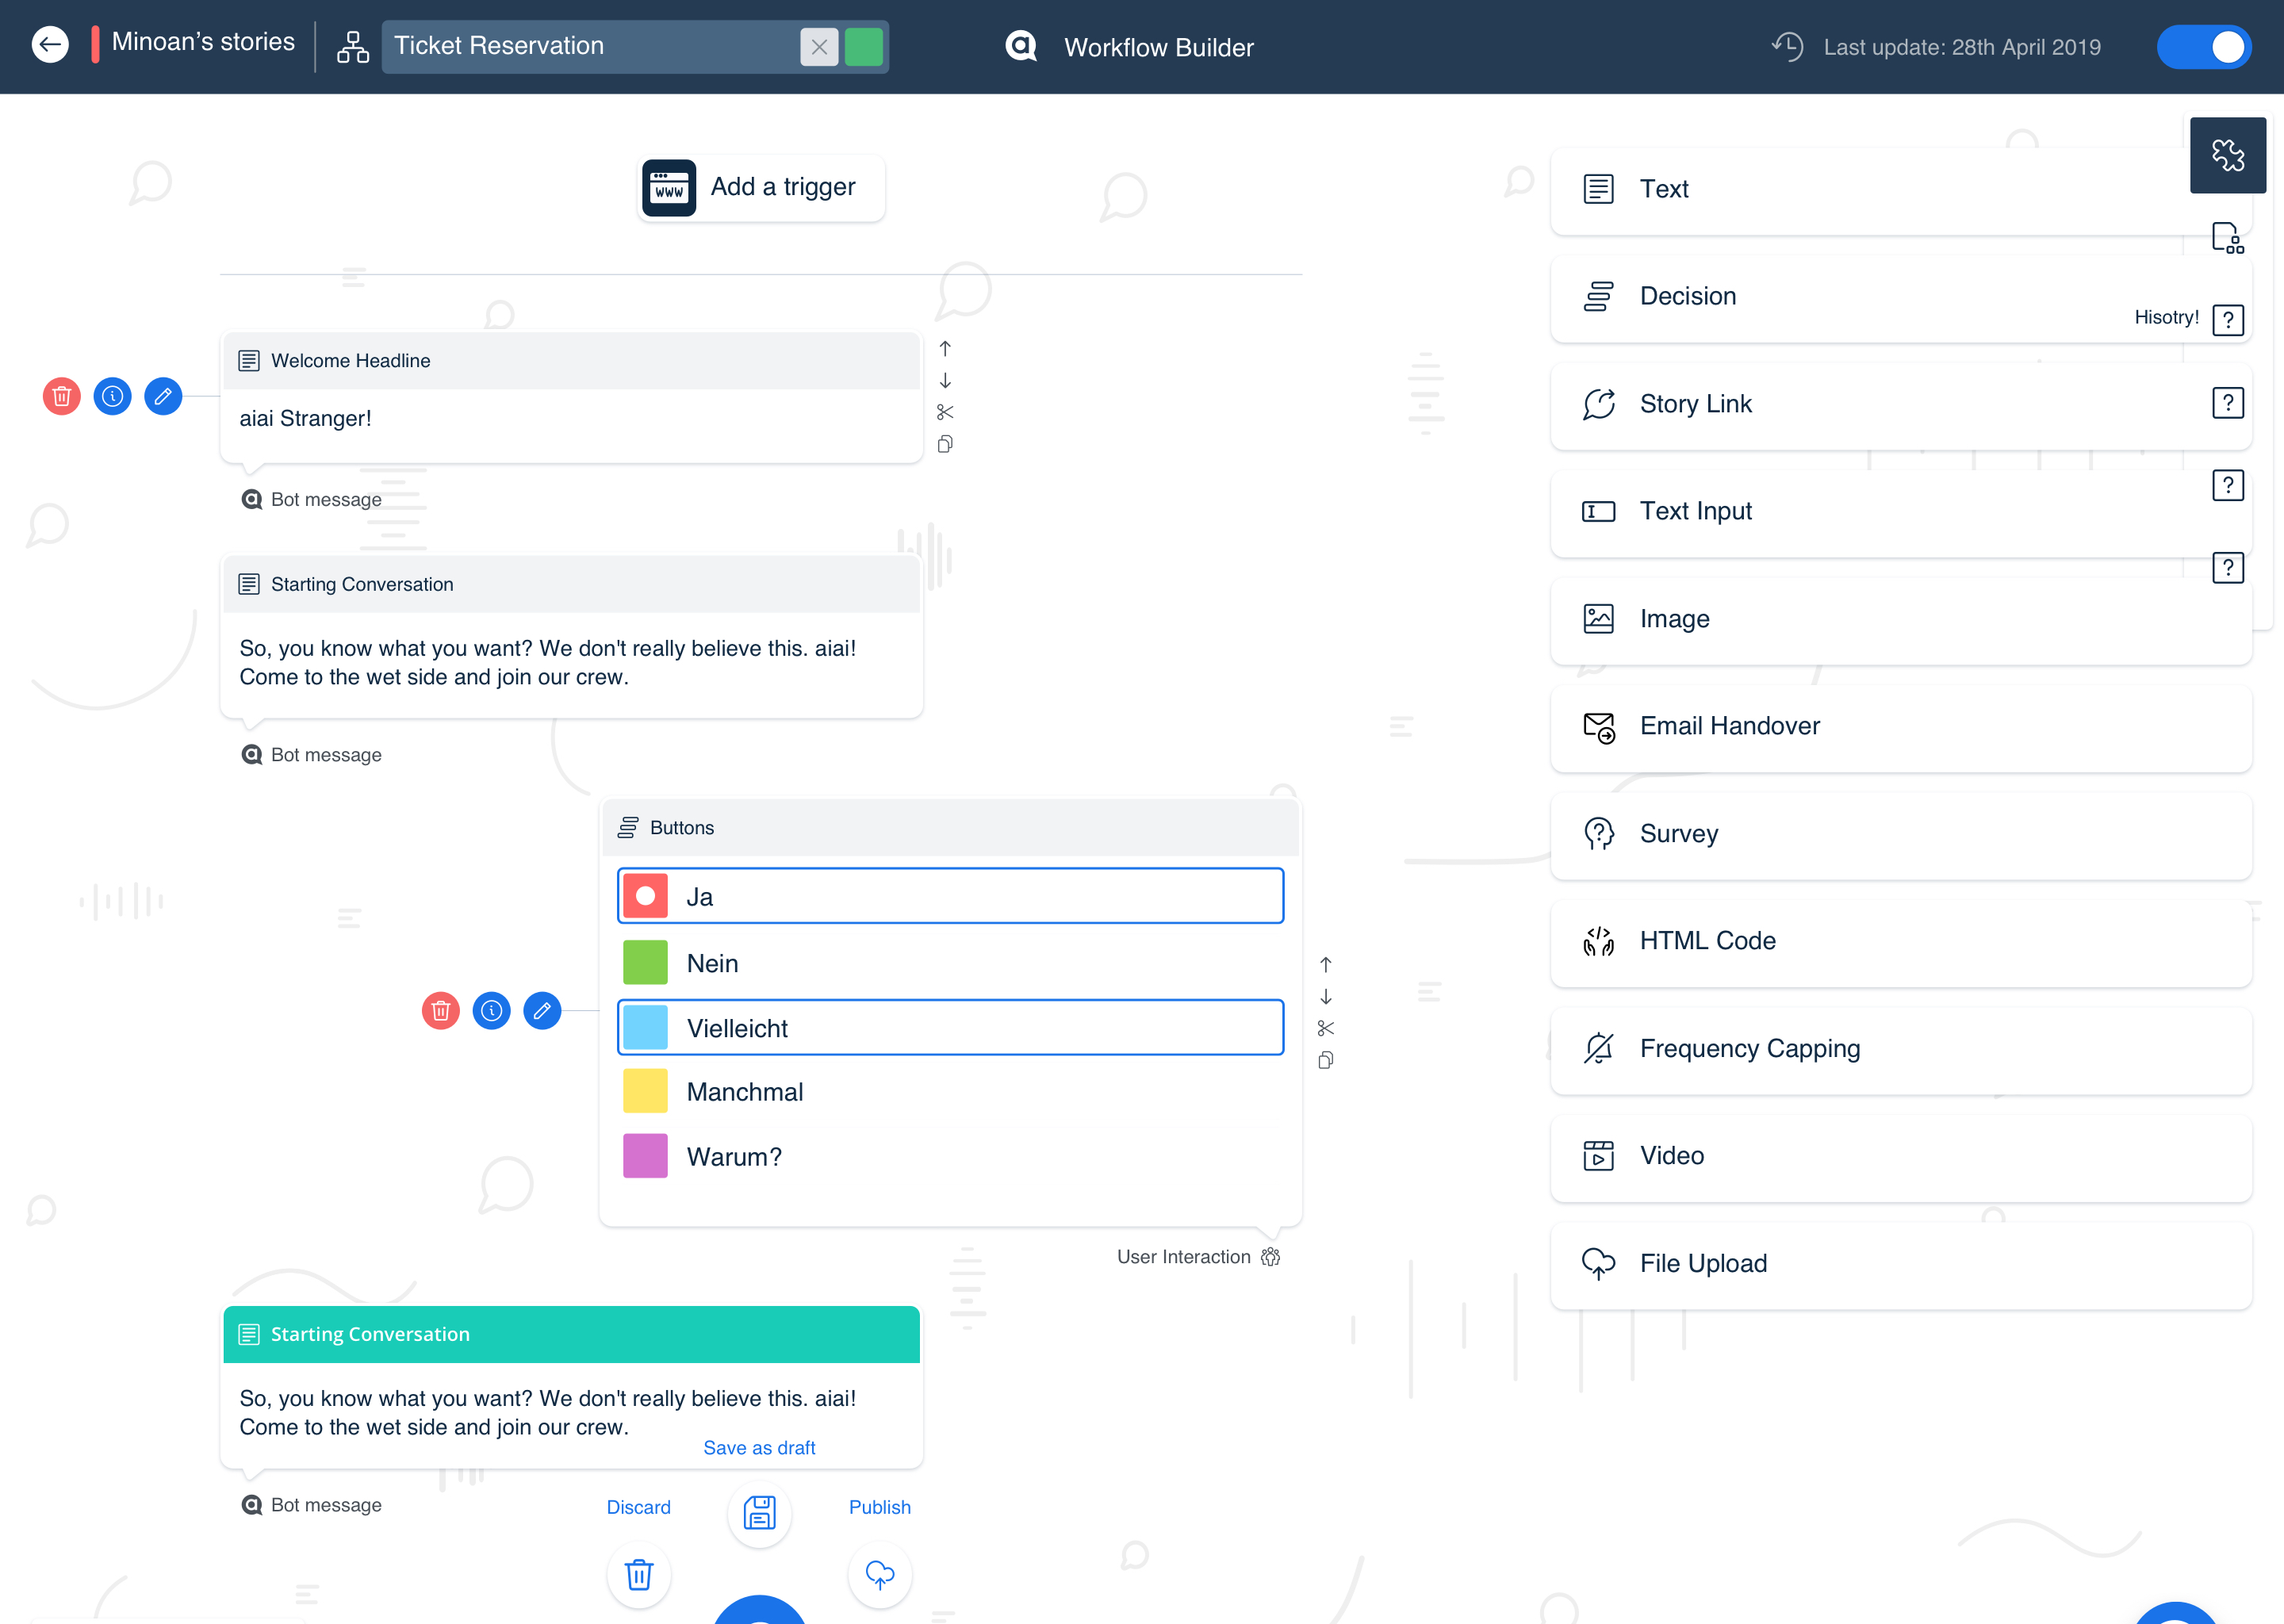 Minoan’s stories
Ticket Reservation
Workflow Builder
Last update: 28th April 2019
WWW
Add a trigger
Welcome Headline
aiai Stranger!
Bot message
Starting Conversation
So, you know what you want? We don't really believe this. aiai!
Come to the wet side and join our crew.
Bot message
Buttons
Ja
Nein
Vielleicht
Manchmal
Warum?
User Interaction
Starting Conversation
So, you know what you want? We don't really believe this. aiai!
Come to the wet side and join our crew.
Bot message
Save as draft
Discard
Publish
Text
Decision
Hisotry!
Story Link
Text Input
Image
Email Handover
Survey
HTML Code
Frequency Capping
Video
File Upload